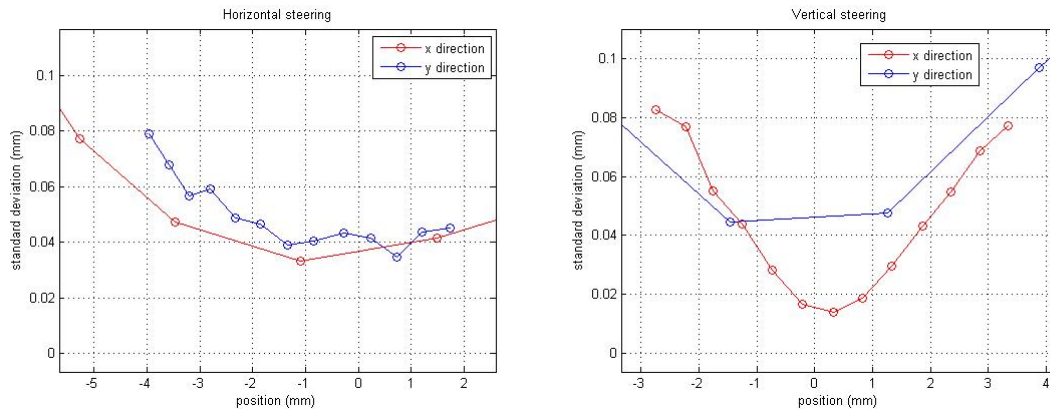 Horizontal steering
x direction
y direction
standard deviation (mm)
0.1
0.08
0.06
0.04
0.02
0
-5 -4 -3 -2 -1 0 1 2
position (mm)
Vertical steering
x direction
y direction
standard deviation (mm)
0.1
0.08
0.06
0.04
0.02
0
-3 -2 -1 0 1 2 3 4
position (mm)